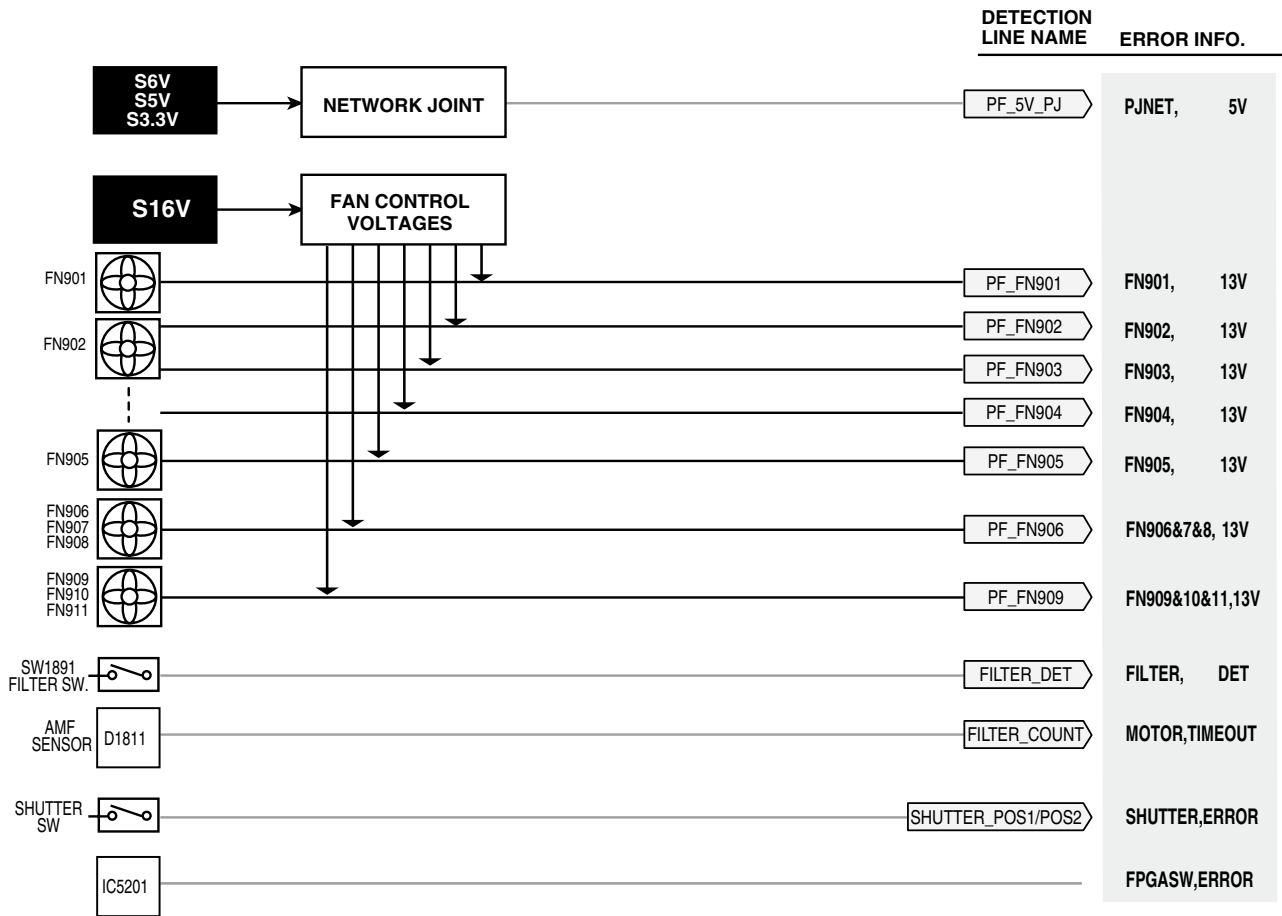 DETECTION
LINE NAME
ERROR INFO.
S6V
S5V
S3.3V
NETWORK JOINT
PF_5V_PJ
PJNET, 5V
S16V
FAN CONTROL
VOLTAGES
FN901
PF_FN901
FN901, 13V
FN902
PF_FN902
FN902, 13V
PF_FN903
FN903, 13V
PF_FN904
FN904, 13V
FN905
PF_FN905
FN905, 13V
FN906
FN907
FN908
PF_FN906
FN906&7&8, 13V
FN909
FN910
FN911
PF_FN909
FN909&10&11,13V
SW1891
FILTER SW.
FILTER_DET
FILTER, DET
AMF
SENSOR
D1811
FILTER_COUNT
MOTOR,TIMEOUT
SHUTTER
SW
SHUTTER_POS1/POS2
SHUTTER,ERROR
IC5201
FPGASW,ERROR